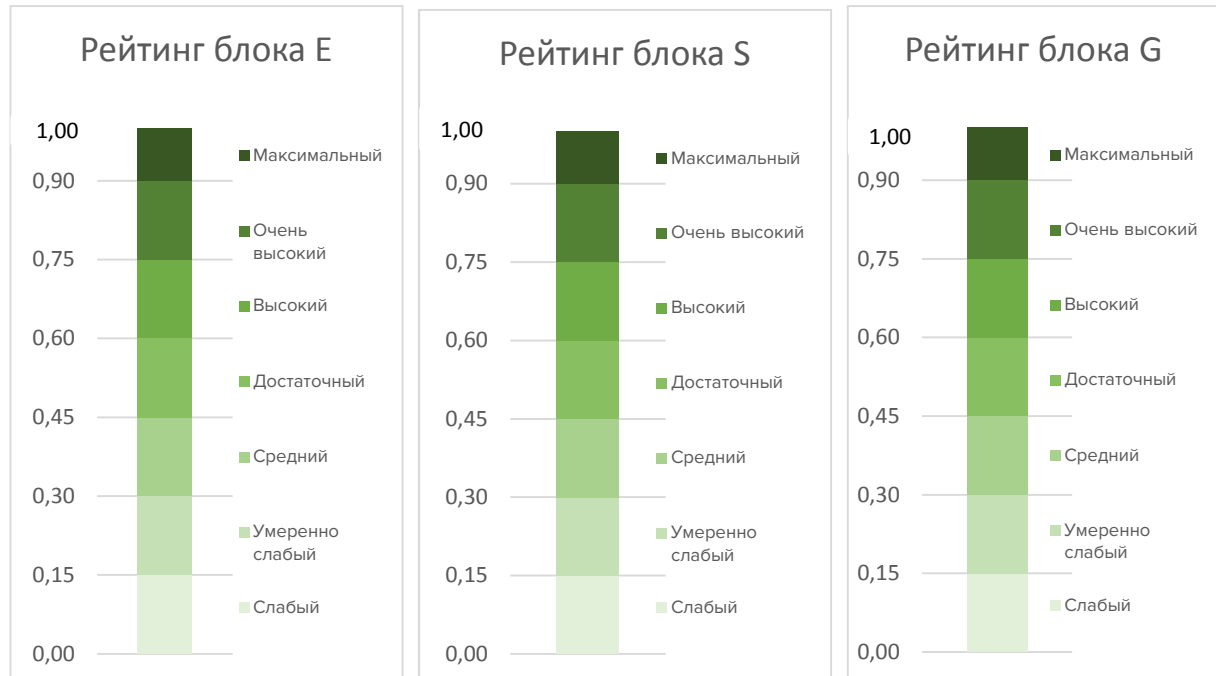 Рейтинг блока E
1,00
0,90
0,75
0,60
0,45
0,30
0,15
0,00
Максимальный
Очень
высокий
Высокий
Достаточный
Средний
Умеренно
слабый
Слабый
Рейтинг блока S
1,00
0,90
0,75
0,60
0,45
0,30
0,15
0,00
Максимальный
Очень высокий
Высокий
Достаточный
Средний
Умеренно
слабый
Слабый
Рейтинг блока G
1,00
0,90
0,75
0,60
0,45
0,30
0,15
0,00
Максимальный
Очень высокий
Высокий
Достаточный
Средний
Умеренно
слабый
Слабый